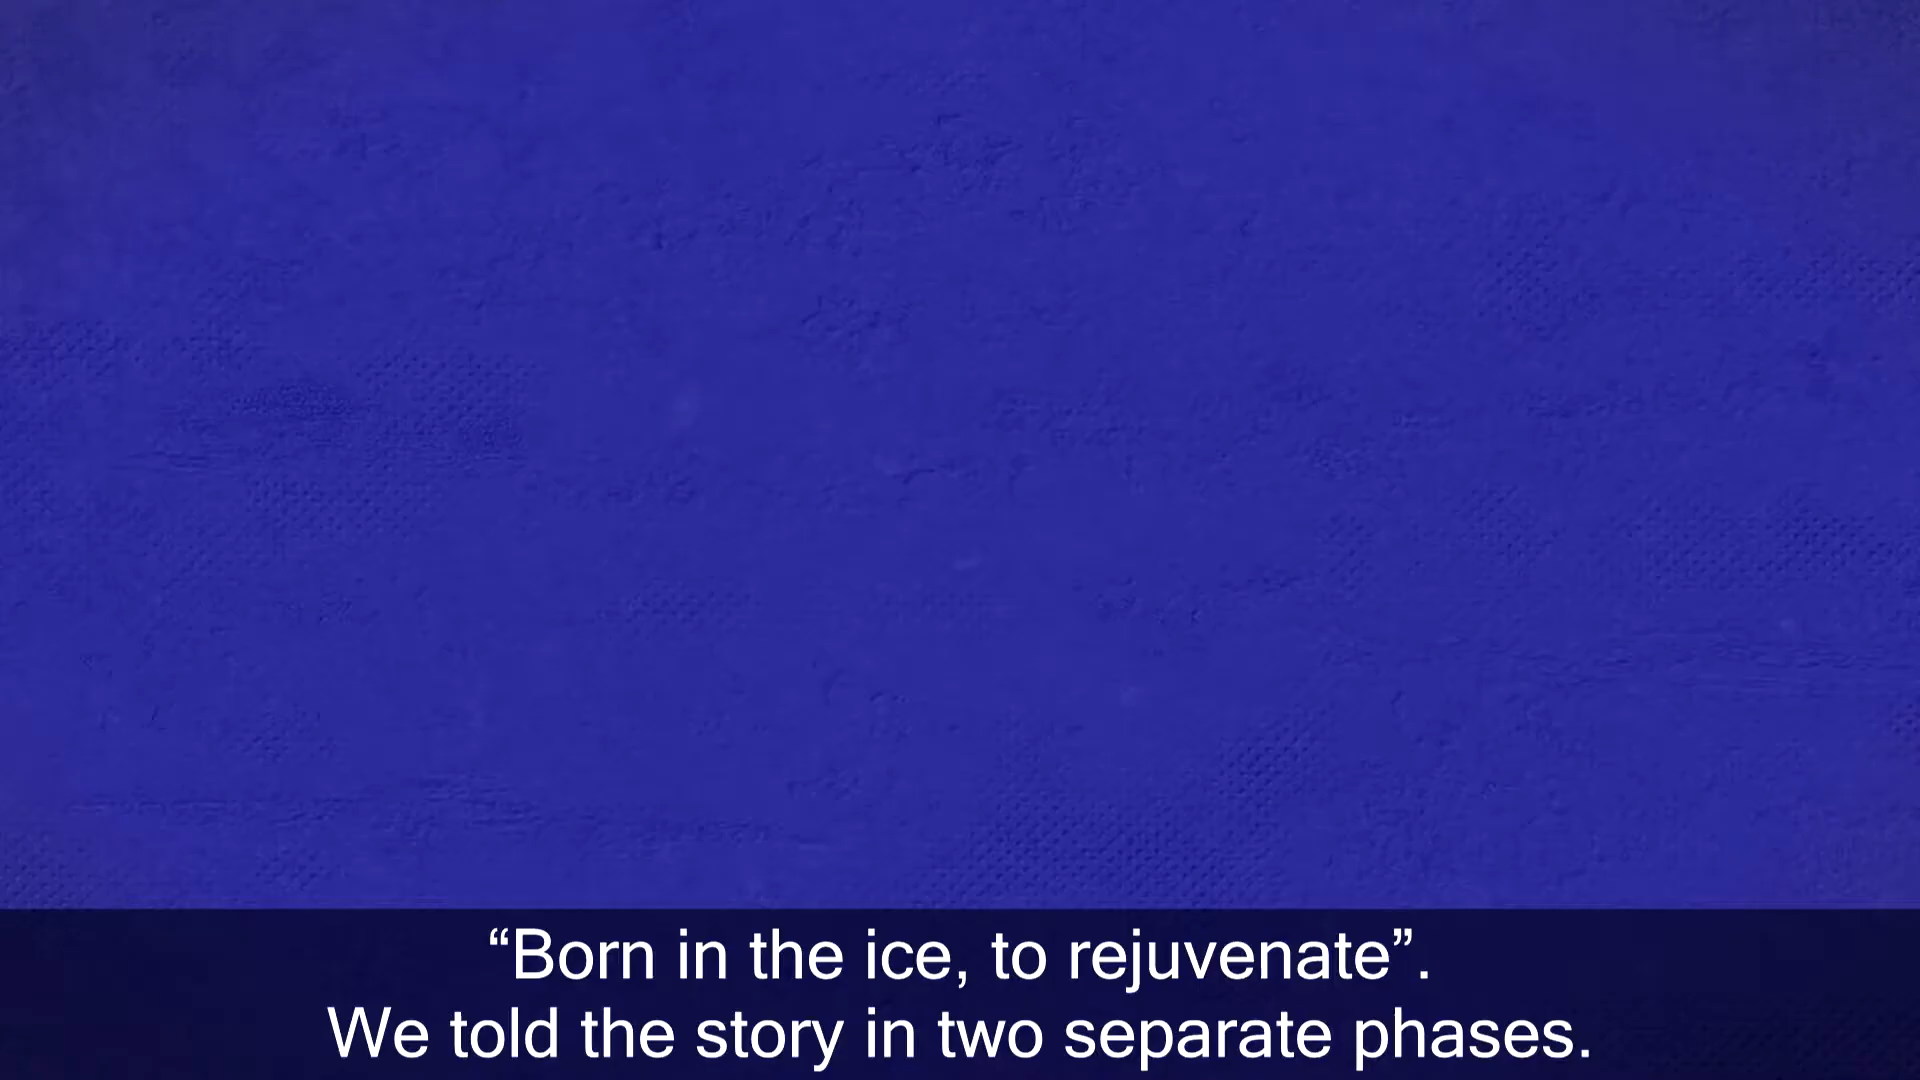 “Born in the ice, to rejuvenate”.
We told the story in two separate phases.